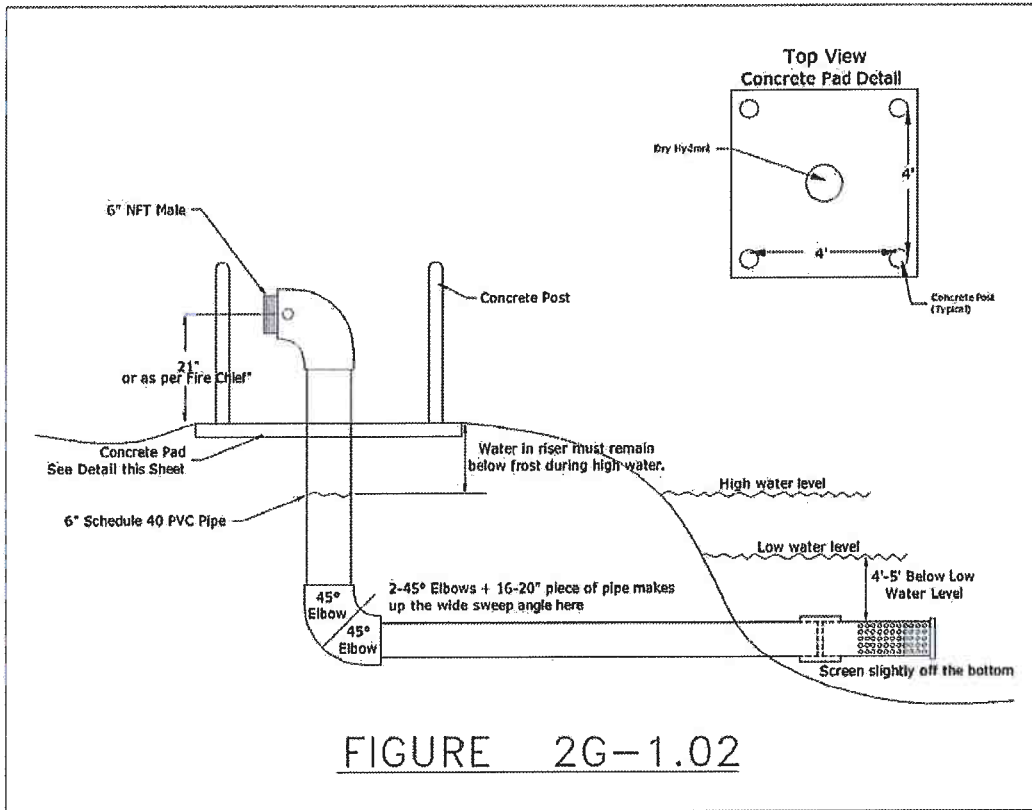 Top View
Concrete Pad Detail
Dry Hydrnt
4'
4'
Concrete Post
(Typical)
6" NFT Male
Concrete Post
21"
or as per Fire Chief"
Concrete Pad
See Detail this Sheet
Water in riser must remain
below frost during high water.
High water level
6" Schedule 40 PVC Pipe
Low water level
4'-5' Below Low
Water Level
2-45° Elbows + 16-20" piece of pipe makes
up the wide sweep angle here
45°
Elbow
45°
Elbow
Screen slightly off the bottom
FIGURE 2G-1.02